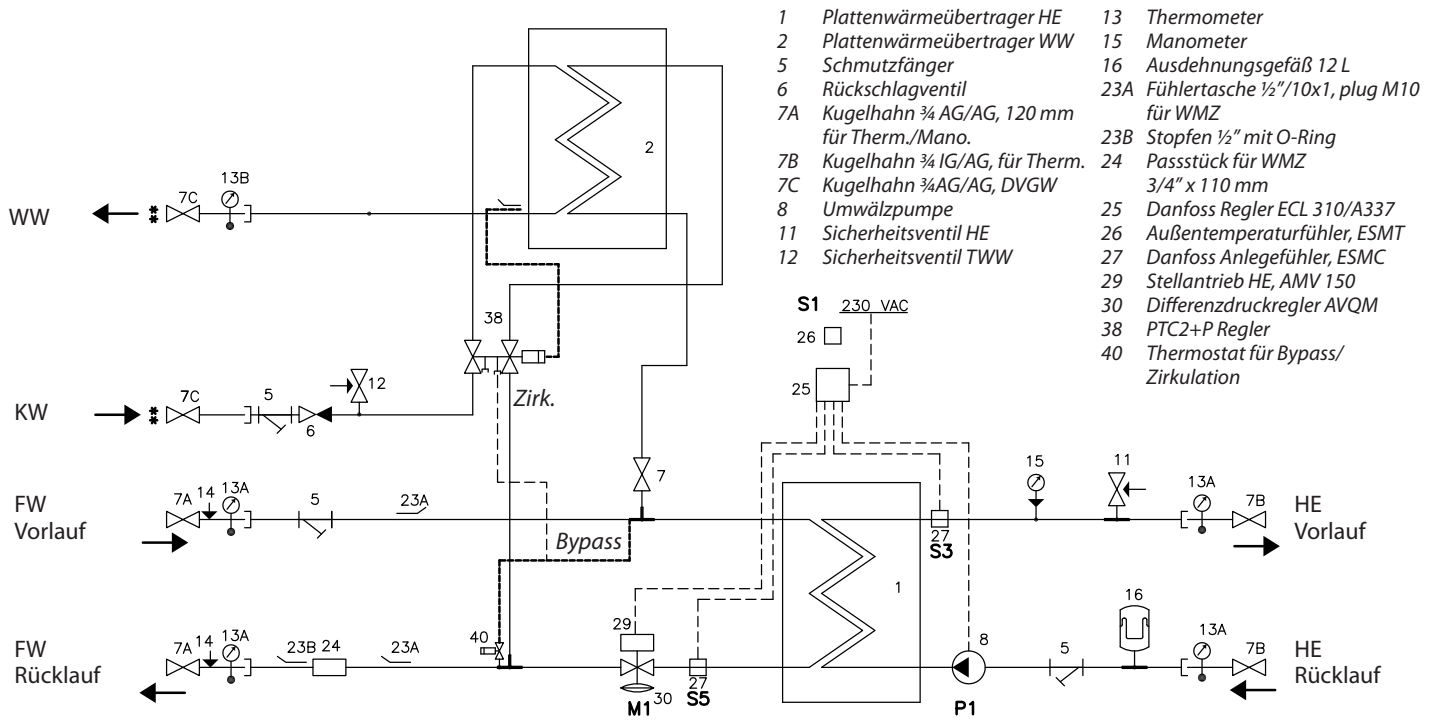 1 Plattenwärmeübertrager HE
2 Plattenwärmeübertrager WW
5 Schmutzfänger
6 Rückschlagventil
7A Kugelhahn ¾ AG/AG, 120 mm
für Therm./Mano.
7B Kugelhahn ¾ IG/AG, für Therm.
7C Kugelhahn ¾AG/AG, DVGW
8 Umwälzpumpe
11 Sicherheitsventil HE
12 Sicherheitsventil TWW
13 Thermometer
15 Manometer
16 Ausdehnungsgefäß 12 L
23A Fühlertasche ½"/10x1, plug M10
für WMZ
23B Stopfen ½" mit O-Ring
24 Passstück für WMZ
3/4" x 110 mm
25 Danfoss Regler ECL 310/A337
26 Außentemperaturfühler, ESMT
27 Danfoss Anlegefühler, ESMC
29 Stellantrieb HE, AMV 150
30 Differenzdruckregler AVQM
38 PTC2+P Regler
40 Thermostat für Bypass/
Zirkulation
2
WW
**
7C
13B
38
S1
230 VAC
26
25
KW
**
7C
5
6
12
Zirk.
7
FW
Vorlauf
7A
14
13A
5
23A
Bypass
27
S3
15
11
13A
7B
HE
Vorlauf
1
FW
Rücklauf
7A
14
13A
23B
24
23A
40
29
30
M1
27
S5
8
P1
5
16
13A
7B
HE
Rücklauf